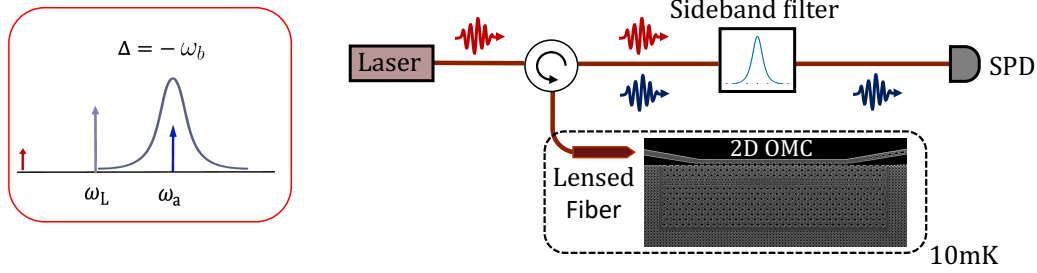 Δ = − ω_b
ω_L
ω_a
Sideband filter
Laser
SPD
2D OMC
Lensed
Fiber
10mK